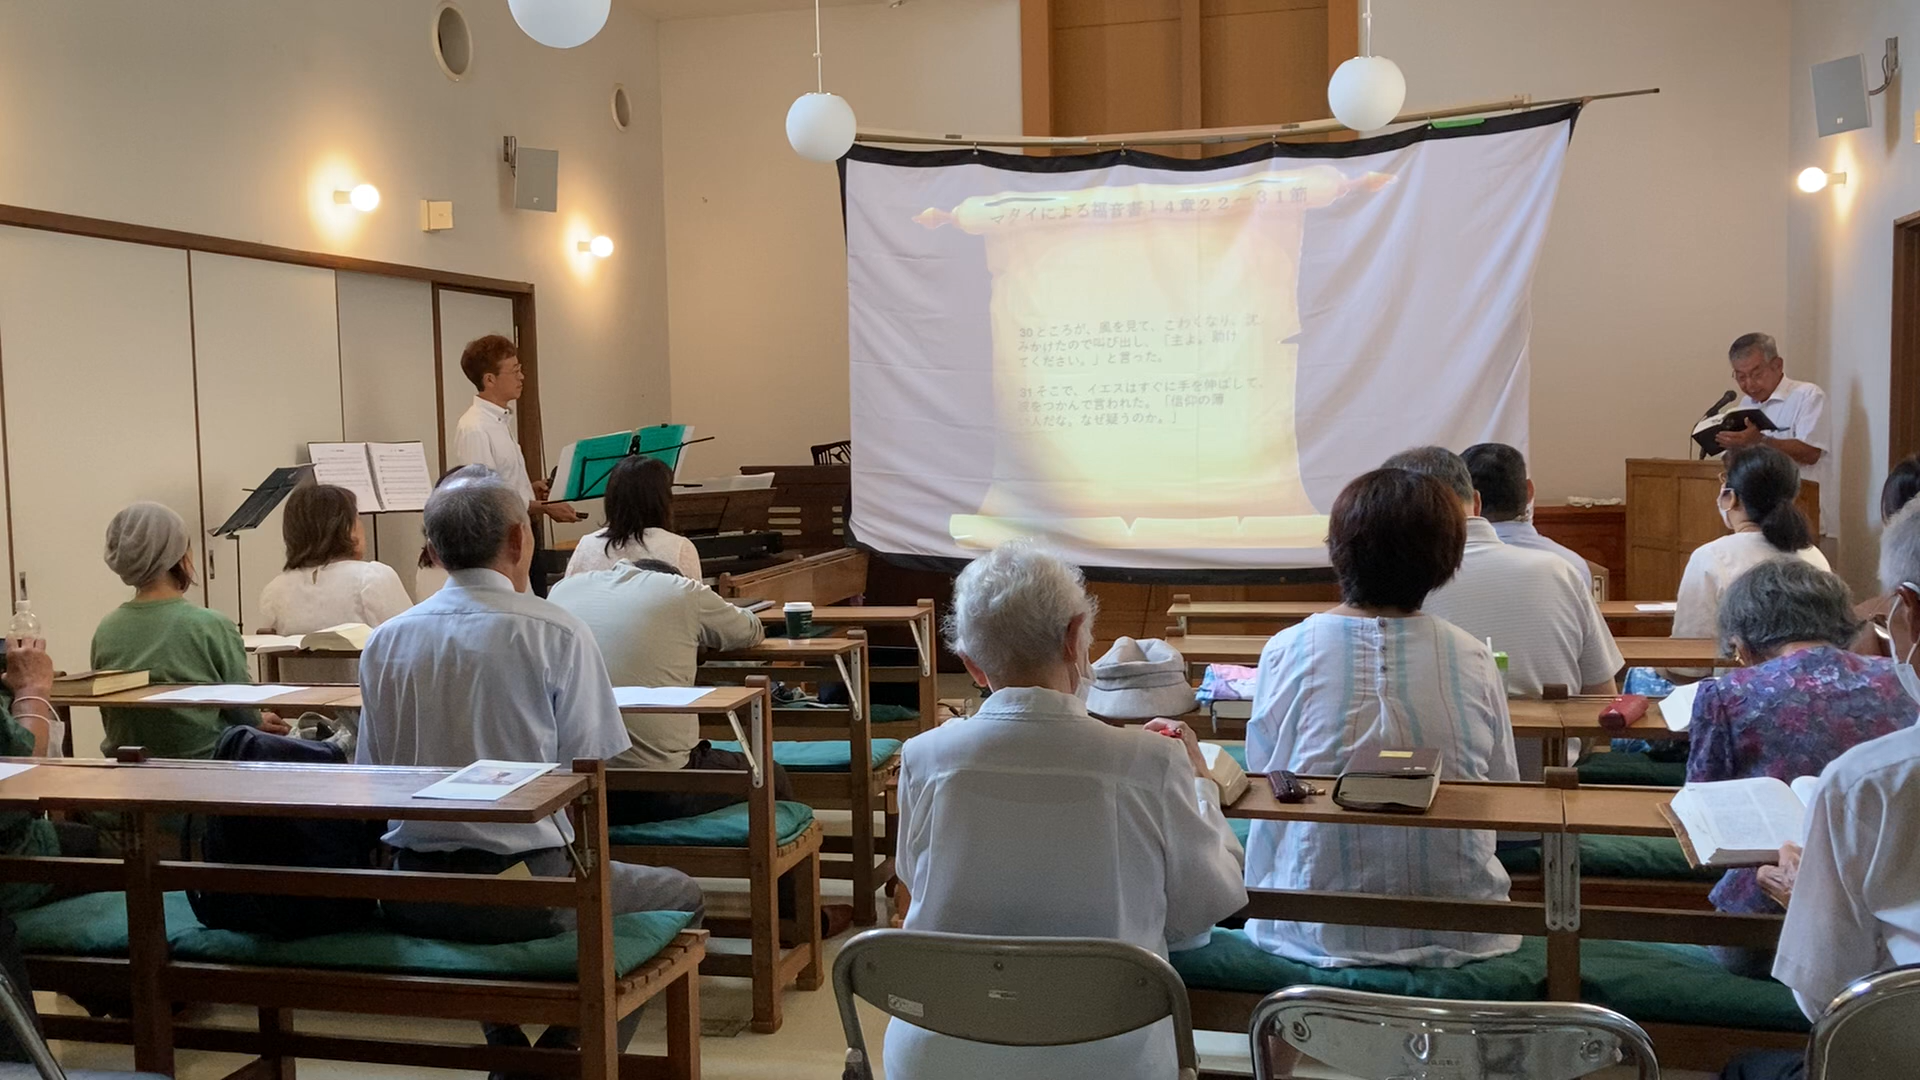 マタイによる福音書１４章２２－３１節
30 ところが、風を見て、こわくなり、沈
みかけたので叫び出し、「主よ。助け
てください。」と言った。
31 そこで、イエスはすぐに手を伸ばして、
彼をつかんで言われた。「信仰の薄
い人だな、なぜ疑うのか。」